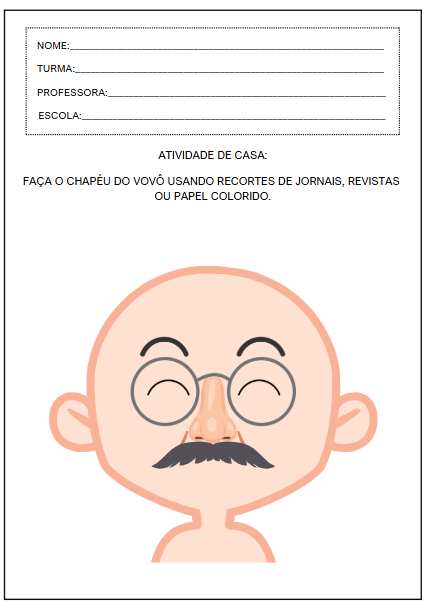 NOME:
TURMA:
PROFESSORA:
ESCOLA:
ATIVIDADE DE CASA:
FAÇA O CHAPÉU DO VOVÔ USANDO RECORTES DE JORNAIS, REVISTAS
OU PAPEL COLORIDO.